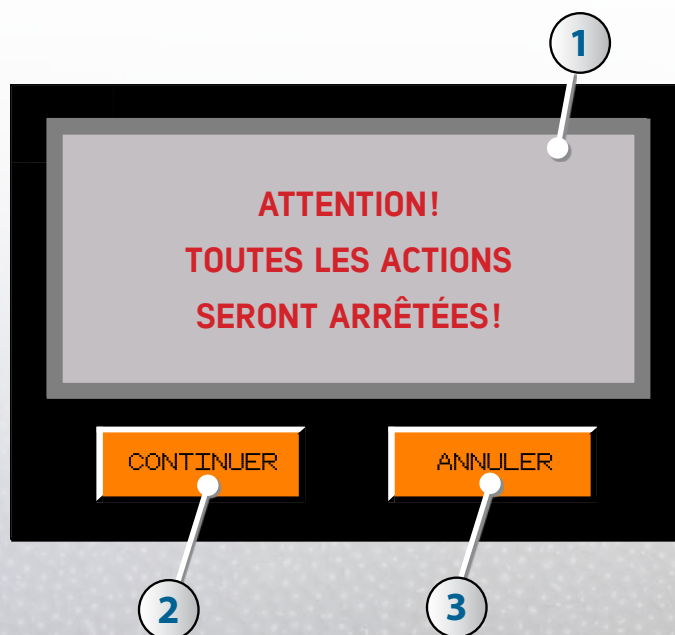 1
ATTENTION!
TOUTES LES ACTIONS
SERONT ARRÊTÉES!
CONTINUER
ANNULER
2
3